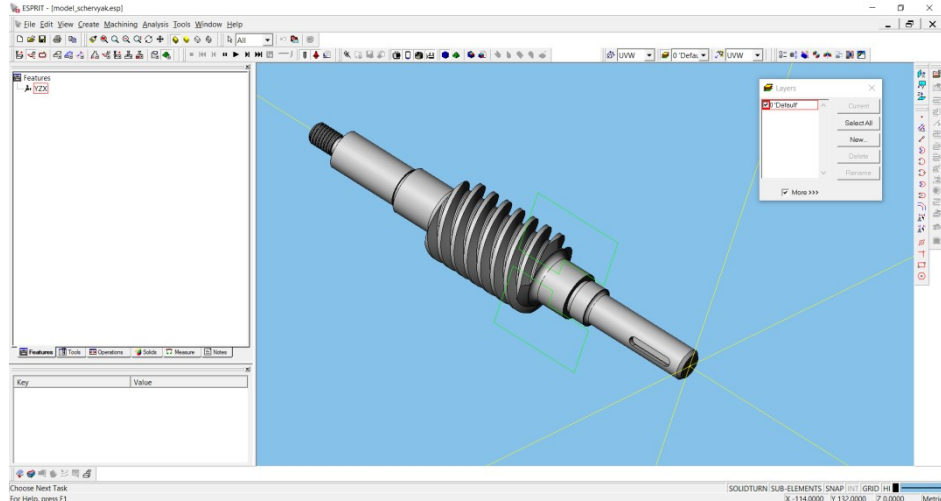 ESPRIT - [model_schervyak.esp]
File Edit View Create Machining Analysis Tools Window Help
All
UVW 0 'Defau UVW
Features
YZX
Layers
0 'Default'
Current
Select All
New...
Delete
Rename
More >>>
Features Tools Operations Solids Measure Notes
Key Value
Choose Next Task
SOLIDTURN SUB-ELEMENTS SNAP INT GRID HI
For Help, press F1
X -114.0000 Y 132.0000 Z 0.0000 Metric